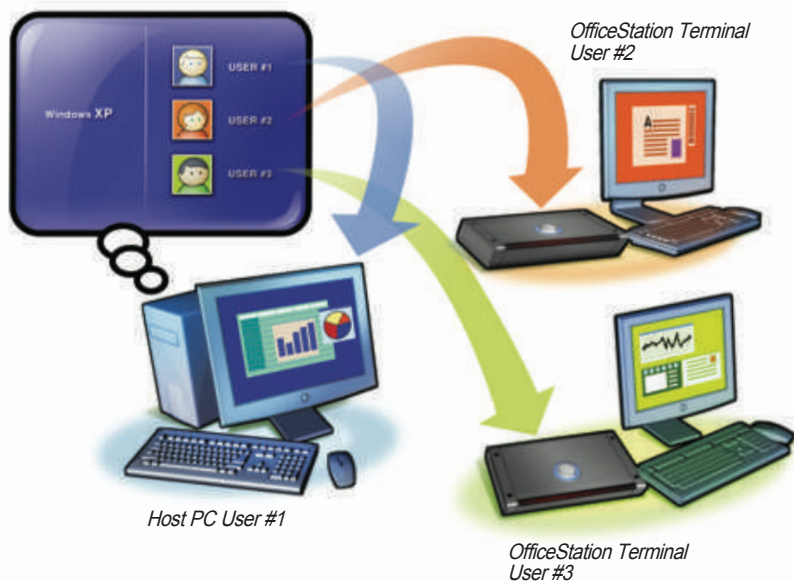 OfficeStation Terminal
User #2
Windows XP
USER #1
USER #2
USER #3
A
Host PC User #1
OfficeStation Terminal
User #3